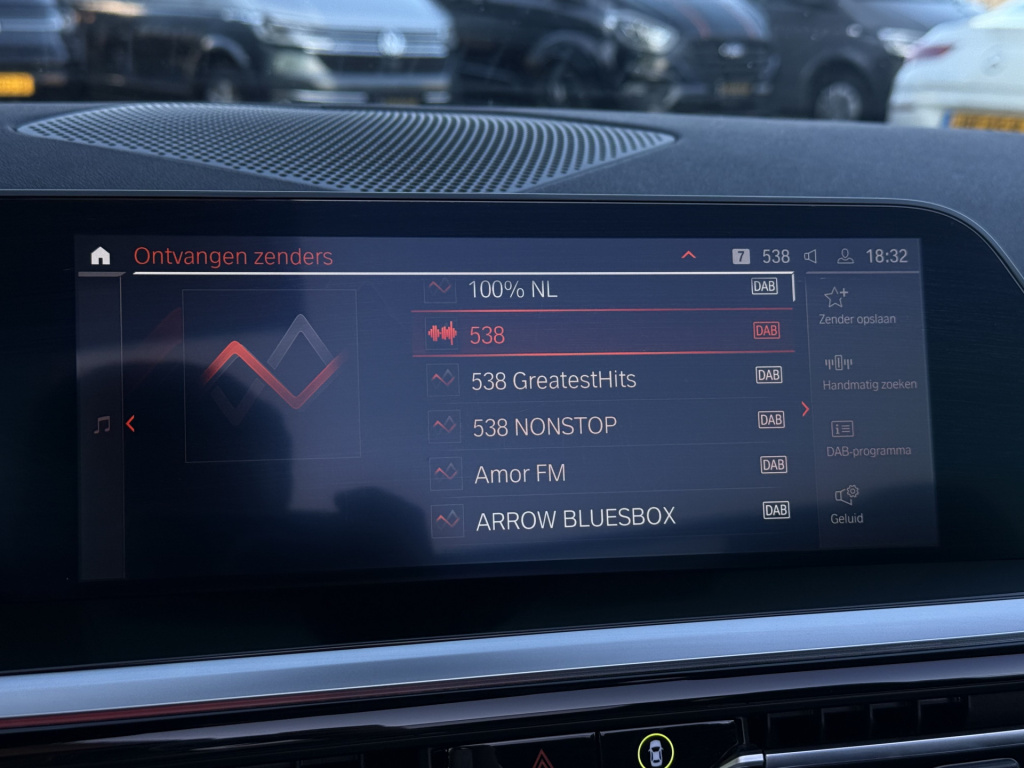 Ontvangen zenders
7 538 18:32
100% NL DAB
538 DAB
538 GreatestHits DAB
538 NONSTOP DAB
Amor FM DAB
ARROW BLUESBOX DAB
Zender opslaan
Handmatig zoeken
DAB-programma
Geluid